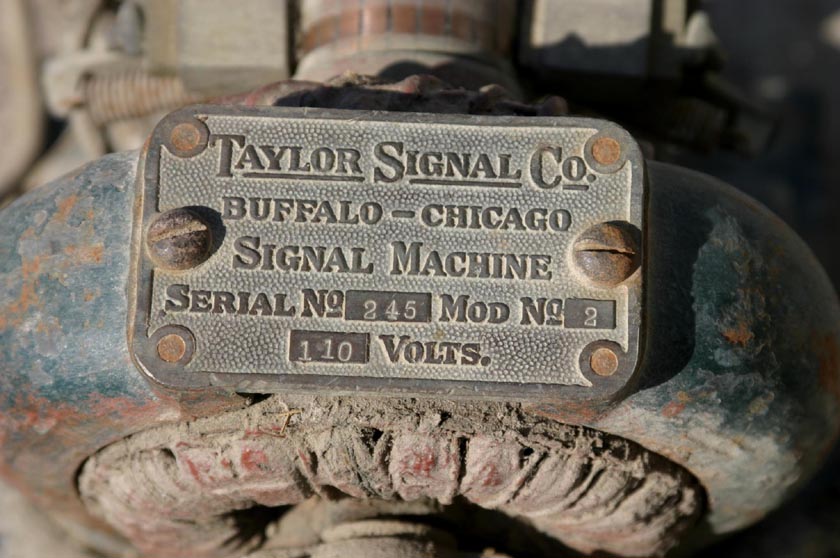 TAYLOR SIGNAL CO.
BUFFALO – CHICAGO
SIGNAL MACHINE
SERIAL Nº 245 MOD Nº 2
110 VOLTS.